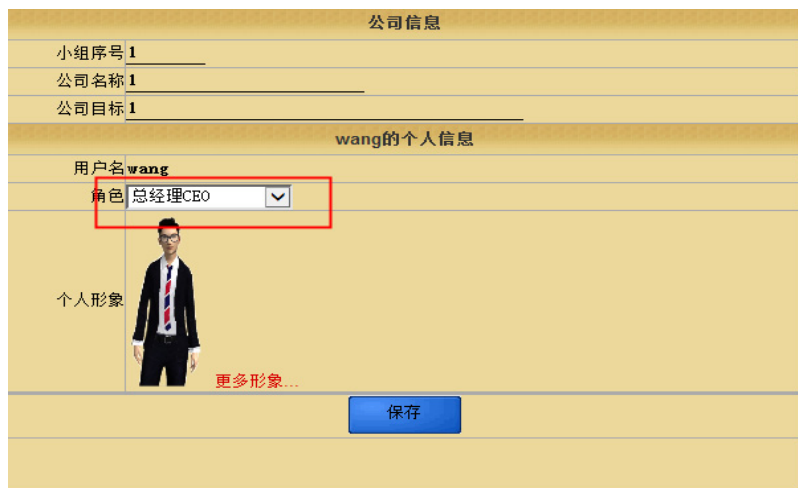 公司信息
小组序号 1
公司名称 1
公司目标 1
wang的个人信息
用户名 wang
角色 总经理CEO
个人形象
更多形象...
保存